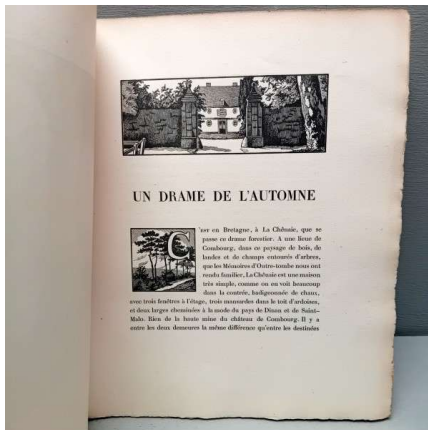 UN DRAME DE L'AUTOMNE
C'EST en Bretagne, à La Chênaie, que se
passe ce drame forestier. A une lieue de
Combourg, dans ce paysage de bois, de
landes et de champs entourés d'arbres,
que les Mémoires d'Outre-tombe nous ont
rendu familier, La Chênaie est une maison
très simple, comme on en voit beaucoup
dans la contrée, badigeonnée de chaux,
avec trois fenêtres à l'étage, trois mansardes dans le toit d'ardoises,
et deux larges cheminées à la mode du pays de Dinan et de Saint-
Malo. Rien de la haute mine du château de Combourg. Il y a
entre les deux demeures la même différence qu'entre les destinées